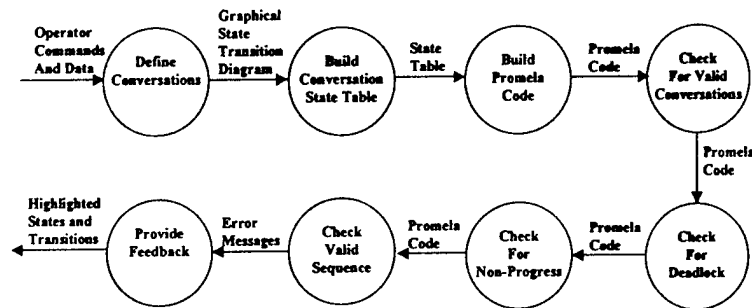 Operator
Commands
And Data
Define
Conversations
Graphical
State
Transition
Diagram
Build
Conversation
State Table
State
Table
Build
Promela
Code
Promela
Code
Check
For Valid
Conversations
Promela
Code
Check
For
Deadlock
Promela
Code
Check
For
Non-Progress
Promela
Code
Check
Valid
Sequence
Error
Messages
Provide
Feedback
Highlighted
States and
Transitions